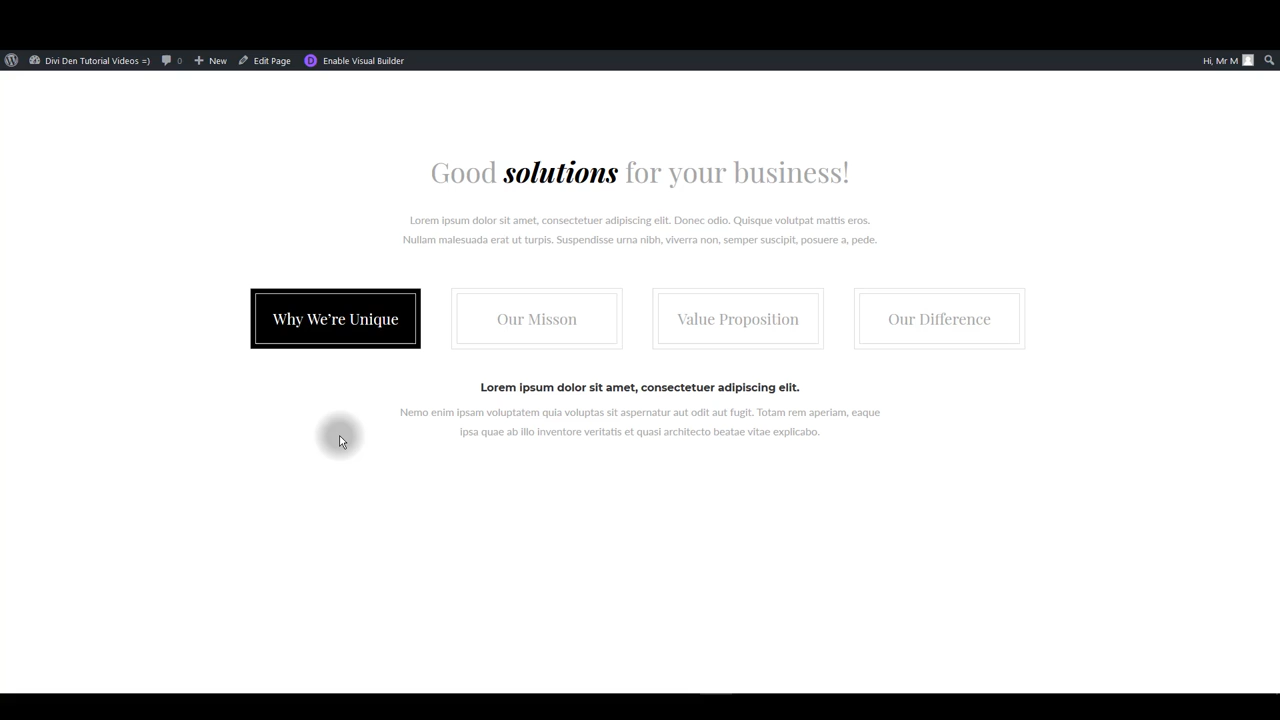 Divi Den Tutorial Videos =) 0 New Edit Page D Enable Visual Builder Hi, Mr M
Good solutions for your business!
Lorem ipsum dolor sit amet, consectetuer adipiscing elit. Donec odio. Quisque volutpat mattis eros.
Nullam malesuada erat ut turpis. Suspendisse urna nibh, viverra non, semper suscipit, posuere a, pede.
Why We’re Unique Our Misson Value Proposition Our Difference
Lorem ipsum dolor sit amet, consectetuer adipiscing elit.
Nemo enim ipsam voluptatem quia voluptas sit aspernatur aut odit aut fugit. Totam rem aperiam, eaque
ipsa quae ab illo inventore veritatis et quasi architecto beatae vitae explicabo.